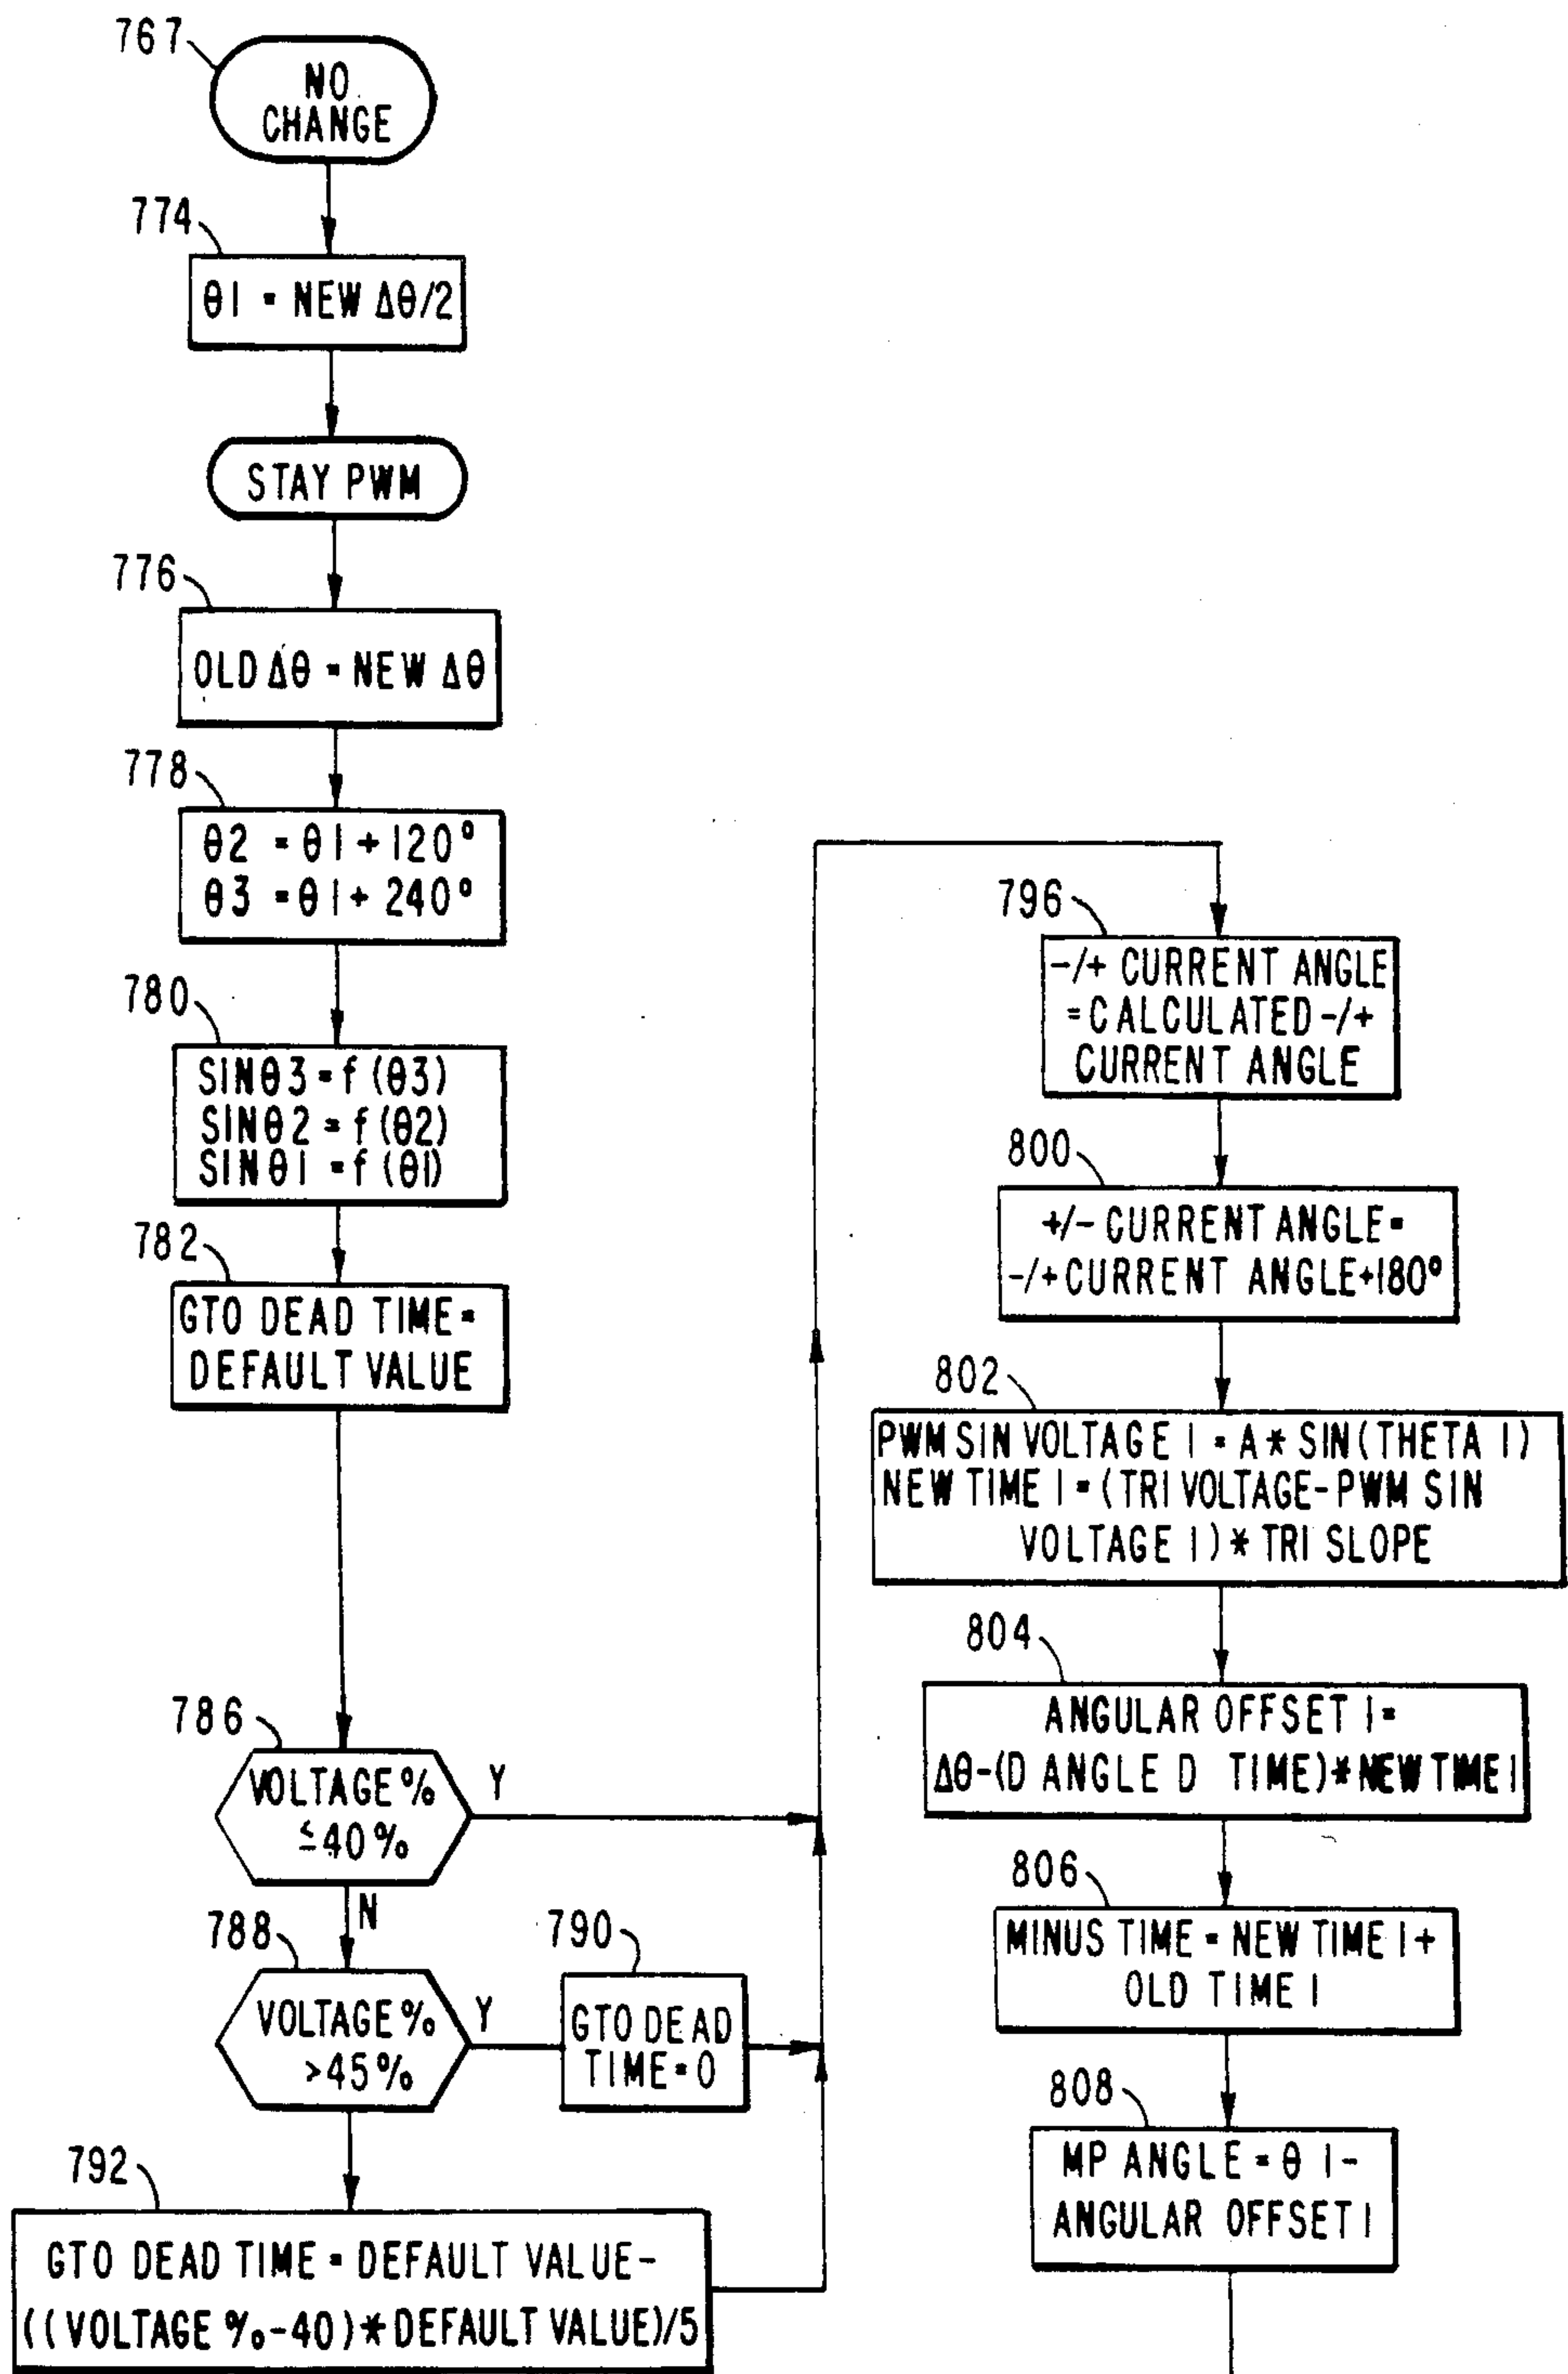 767
NO
CHANGE
774
θ1 = NEW Δθ/2
STAY PWM
776
OLD Δθ = NEW Δθ
778
θ2 = θ1 + 120°
θ3 = θ1 + 240°
780
SINθ3 = f (θ3)
SINθ2 = f (θ2)
SINθ1 = f (θ1)
782
GTO DEAD TIME =
DEFAULT VALUE
786
VOLTAGE %
≤40%
Y
N
788
VOLTAGE %
>45%
Y
790
GTO DEAD
TIME = 0
792
GTO DEAD TIME = DEFAULT VALUE-
((VOLTAGE %-40) * DEFAULT VALUE)/5
796
-/+ CURRENT ANGLE
=CALCULATED -/+
CURRENT ANGLE
800
+/- CURRENT ANGLE=
-/+ CURRENT ANGLE+180°
802
PWM SIN VOLTAGE 1 = A * SIN (THETA 1)
NEW TIME 1 = (TRI VOLTAGE-PWM SIN
VOLTAGE 1) * TRI SLOPE
804
ANGULAR OFFSET 1=
Δθ-(D ANGLE D TIME)*NEW TIME 1
806
MINUS TIME = NEW TIME 1+
OLD TIME 1
808
MP ANGLE = θ 1-
ANGULAR OFFSET 1